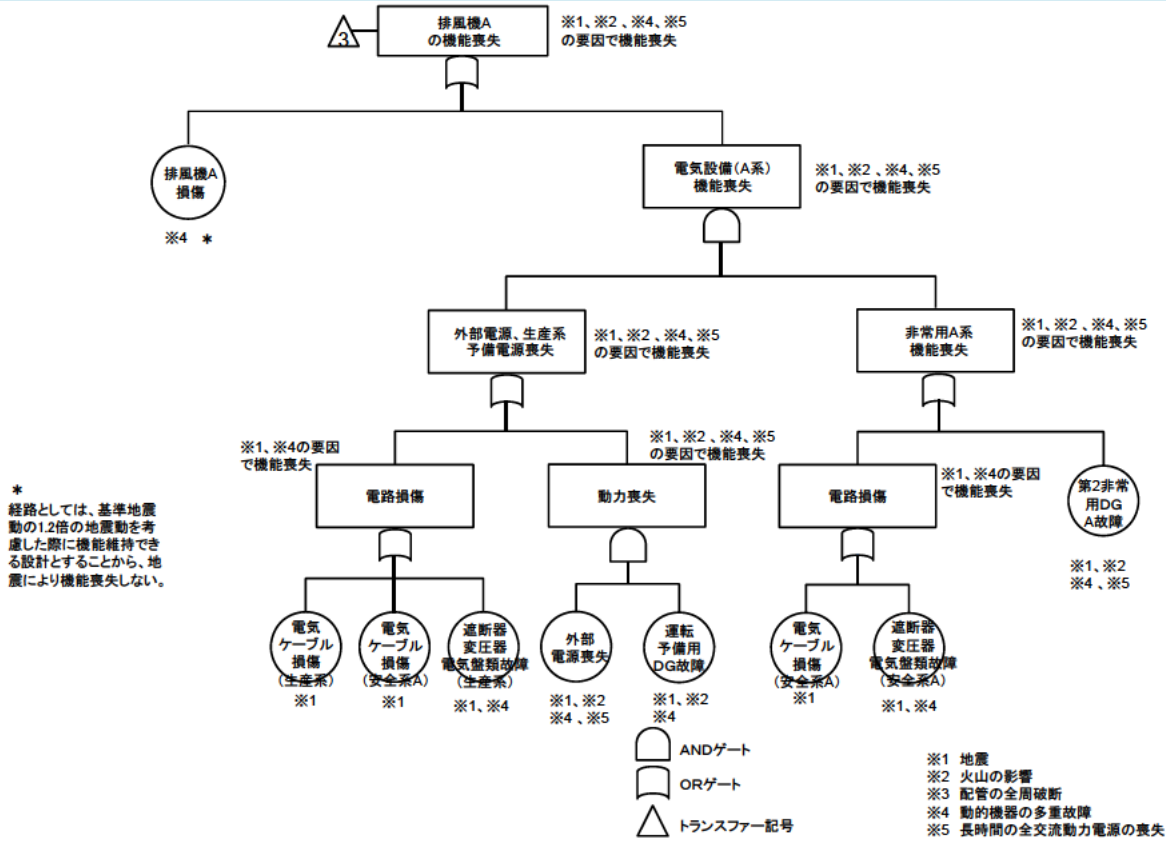 3
排風機A
の機能喪失
※1、※2 、※4、※5
の要因で機能喪失
排風機A
損傷
※4 *
電気設備(A系)
機能喪失
※1、※2 、※4、※5
の要因で機能喪失
外部電源、生産系
予備電源喪失
※1、※2 、※4、※5
の要因で機能喪失
非常用A系
機能喪失
※1、※2 、※4、※5
の要因で機能喪失
※1、※4の要因
で機能喪失
電路損傷
※1、※2 、※4、※5
の要因で機能喪失
動力喪失
電路損傷
※1、※4の要因
で機能喪失
第2非常
用DG
A故障
※1、※2
※4 、※5
*
経路としては、基準地震
動の1.2倍の地震動を考
慮した際に機能維持でき
る設計とすることから、地
震により機能喪失しない。
電気
ケーブル
損傷
(生産系)
※1
電気
ケーブル
損傷
(安全系A)
※1
遮断器
変圧器
電気盤類故障
(生産系)
※1、※4
外部
電源喪失
※1、※2
※4 、※5
運転
予備用
DG故障
※1、※2
※4
電気
ケーブル
損傷
(安全系A)
※1
遮断器
変圧器
電気盤類故障
(安全系A)
※1、※4
ANDゲート
ORゲート
トランスファー記号
※1 地震
※2 火山の影響
※3 配管の全周破断
※4 動的機器の多重故障
※5 長時間の全交流動力電源の喪失